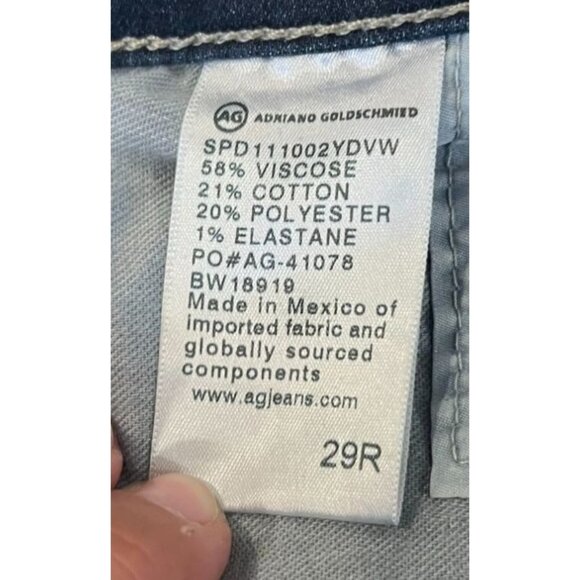 AG ADRIANO GOLDSCHMIED
SPD111002YDVW
58% VISCOSE
21% COTTON
20% POLYESTER
1% ELASTANE
PO#AG-41078
BW18919
Made in Mexico of
imported fabric and
globally sourced
components
www.agjeans.com
29R